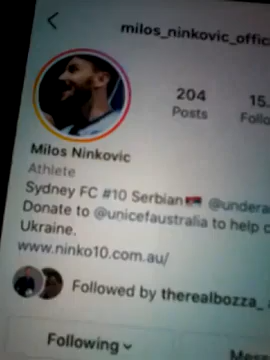 milos_ninkovic_offic
204
15.
Posts
Follo
Milos Ninkovic
Athlete
Sydney FC #10 Serbian🇷🇸 @undera
Donate to @unicefaustralia to help c
Ukraine.
www.ninko10.com.au/
Followed by therealbozza_
Following
Mess